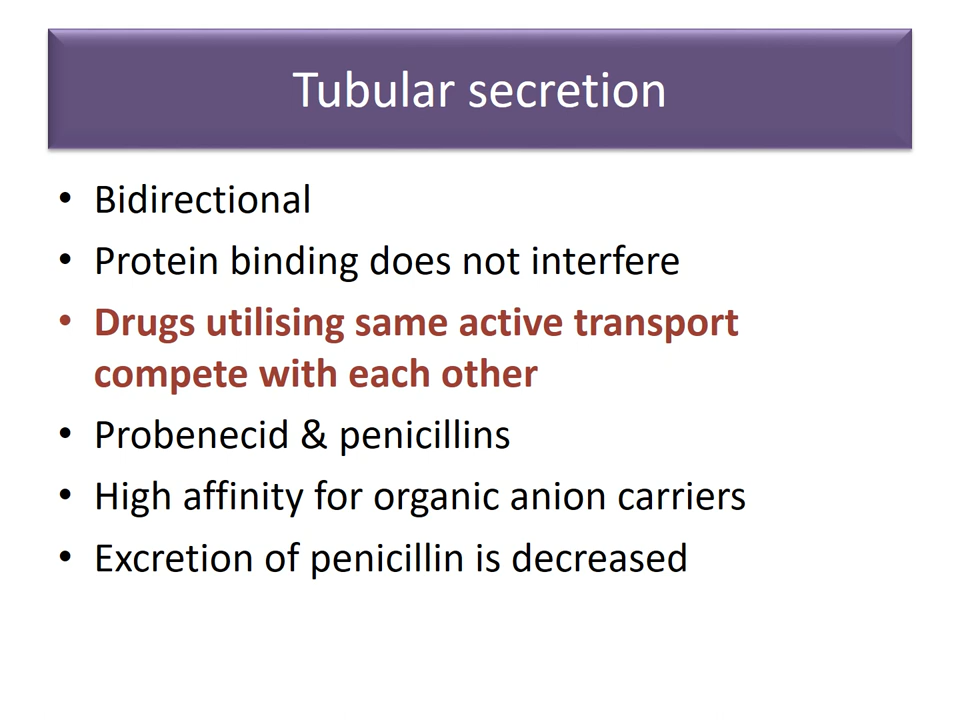 Tubular secretion
• Bidirectional
• Protein binding does not interfere
• Drugs utilising same active transport
compete with each other
• Probenecid & penicillins
• High affinity for organic anion carriers
• Excretion of penicillin is decreased